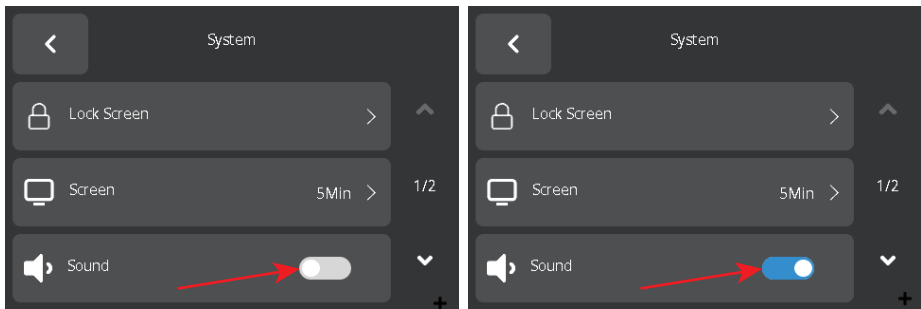 System
Lock Screen
Screen 5Min
1/2
Sound
System
Lock Screen
Screen 5Min
1/2
Sound